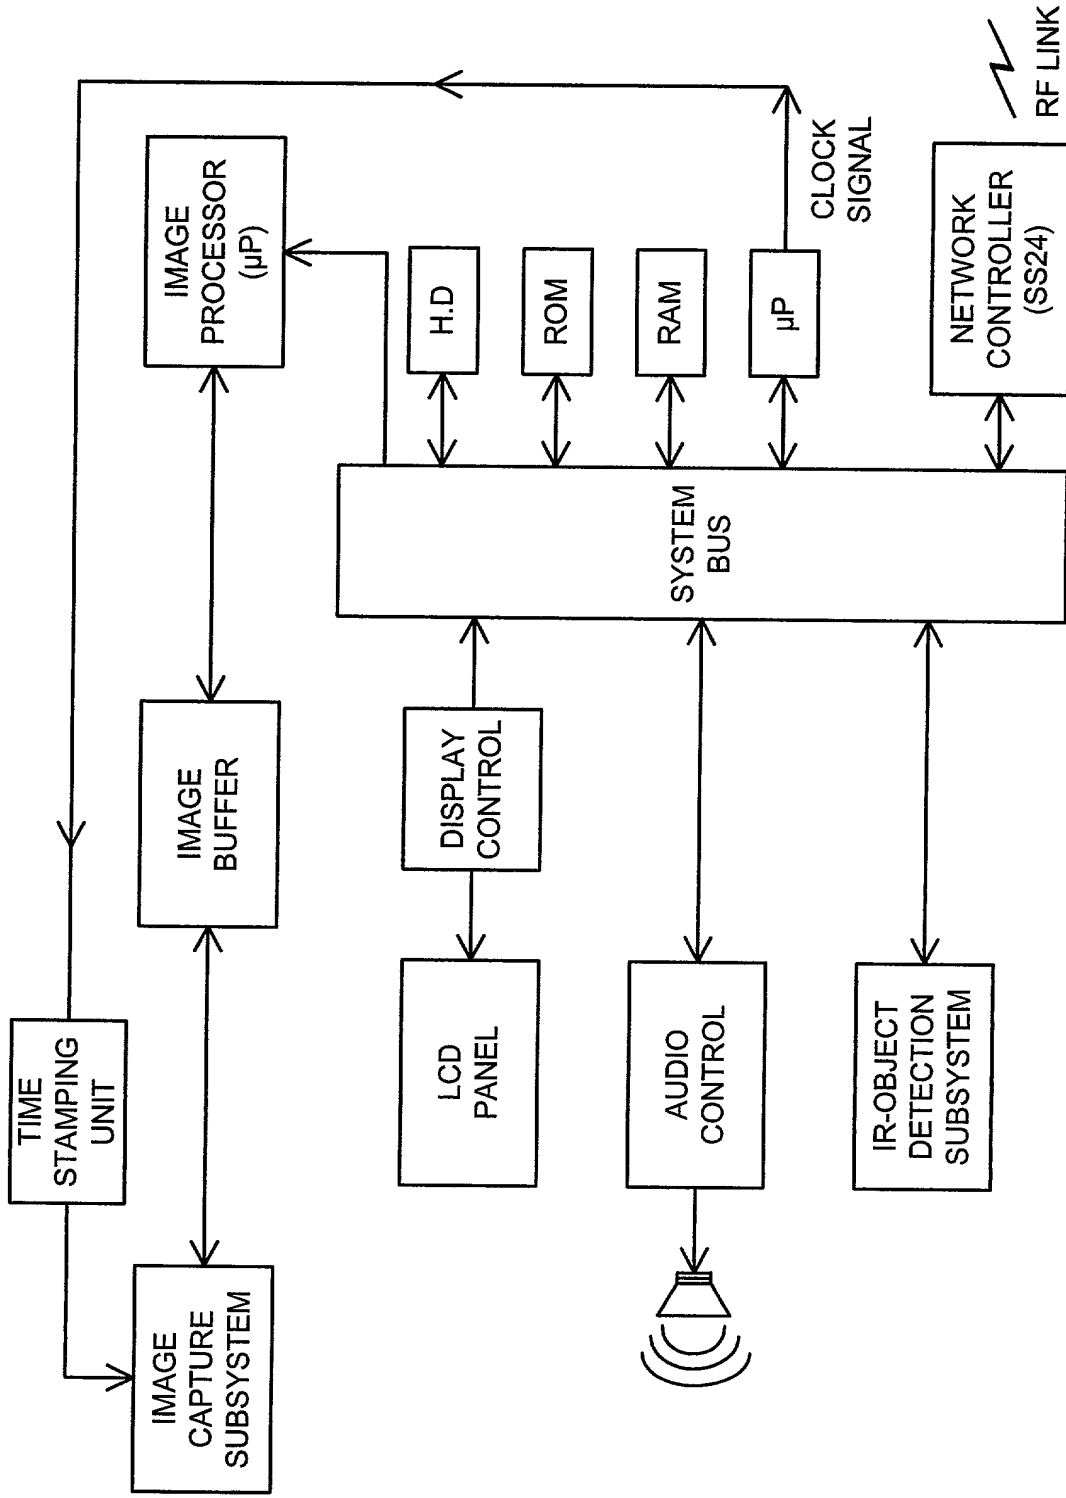 TIME
STAMPING
UNIT
IMAGE
CAPTURE
SUBSYSTEM
IMAGE
BUFFER
IMAGE
PROCESSOR
(µP)
LCD
PANEL
DISPLAY
CONTROL
H.D
ROM
RAM
µP
CLOCK
SIGNAL
SYSTEM
BUS
AUDIO
CONTROL
IR-OBJECT
DETECTION
SUBSYSTEM
NETWORK
CONTROLLER
(SS24)
RF LINK